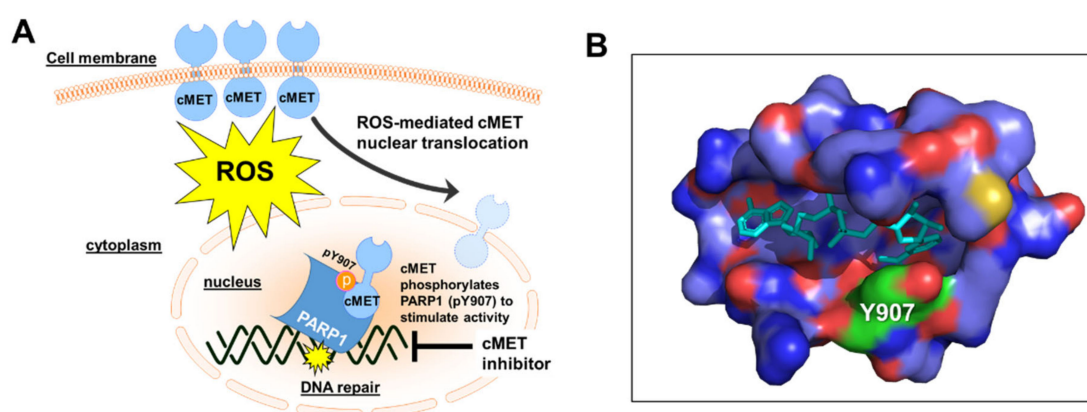 A
Cell membrane
cMET cMET cMET
ROS
ROS-mediated cMET
nuclear translocation
cytoplasm
nucleus
pY907
p
cMET
PARP1
cMET
phosphorylates
PARP1 (pY907) to
stimulate activity
cMET
inhibitor
DNA repair
B
Y907